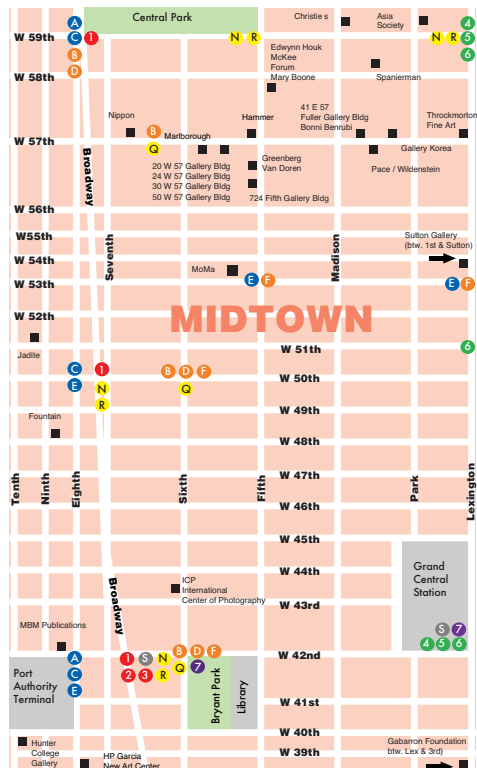 Central Park
Christie s
Asia
Society
A
4
W 59th
C
1
N
R
N
R
5
B
6
Edwynn Houk
McKee
Forum
Mary Boone
D
W 58th
Spanierman
41 E 57
Fuller Gallery Bldg
Bonni Benrubi
Nippon
Hammer
Throckmorton
Fine Art
B
Marlborough
W 57th
Q
Gallery Korea
Greenberg
Van Doren
20 W 57 Gallery Bldg
24 W 57 Gallery Bldg
30 W 57 Gallery Bldg
50 W 57 Gallery Bldg
Pace / Wildenstein
724 Fifth Gallery Bldg
Broadway
W 56th
W55th
Seventh
Madison
Sutton Gallery
(btw. 1st & Sutton)
W 54th
MoMa
W 53th
E
F
E
F
W 52th
MIDTOWN
W 51th
6
Jadite
C
1
B
D
F
W 50th
E
N
Q
R
W 49th
Fountain
W 48th
W 47th
Tenth
Ninth
Eighth
Sixth
Fifth
Park
Lexington
W 46th
W 45th
W 44th
Grand
Central
Station
Broadway
ICP
International
Center of Photography
W 43rd
MBM Publications
S
7
4
5
6
A
1
S
N
B
D
F
W 42nd
Port
Authority
Terminal
C
2
3
R
Q
7
E
Bryant Park
Library
W 41st
W 40th
Hunter
College
Gallery
HP Garcia
New Art Center
W 39th
Gabarron Foundation
btw. Lex & 3rd)